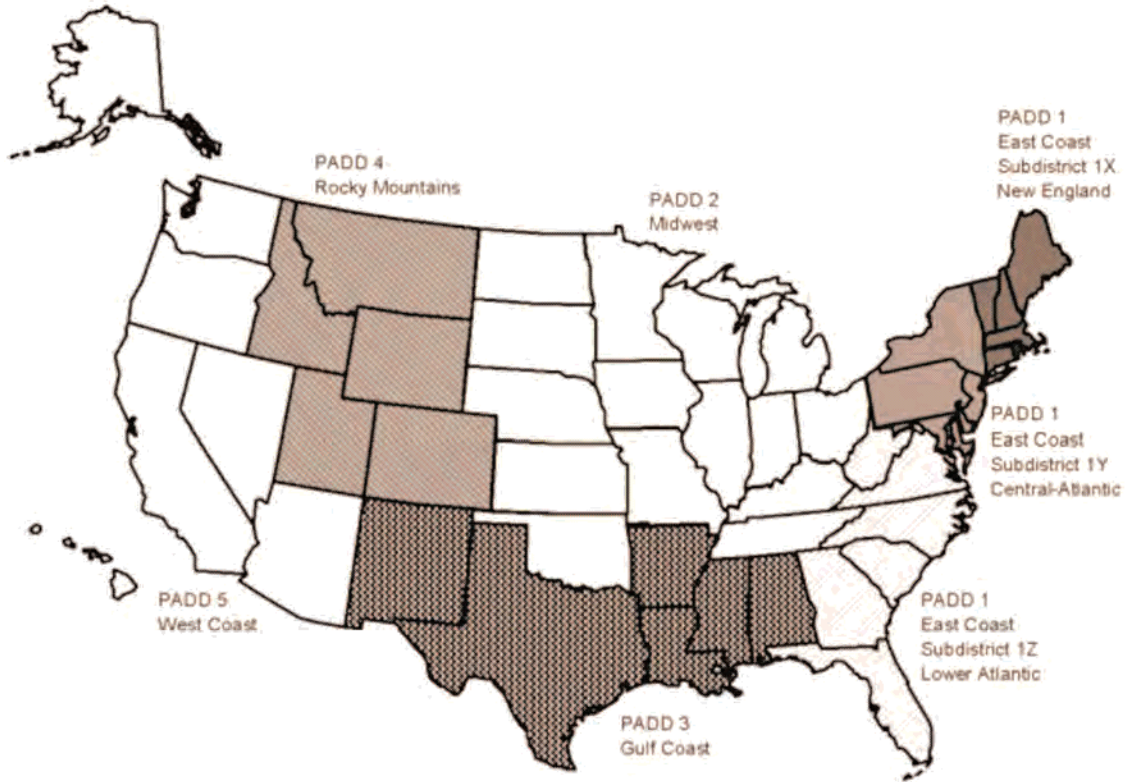 PADD 1
East Coast
Subdistrict 1X
New England
PADD 4
Rocky Mountains
PADD 2
Midwest
PADD 1
East Coast
Subdistrict 1Y
Central-Atlantic
PADD 5
West Coast
PADD 1
East Coast
Subdistrict 1Z
Lower Atlantic
PADD 3
Gulf Coast